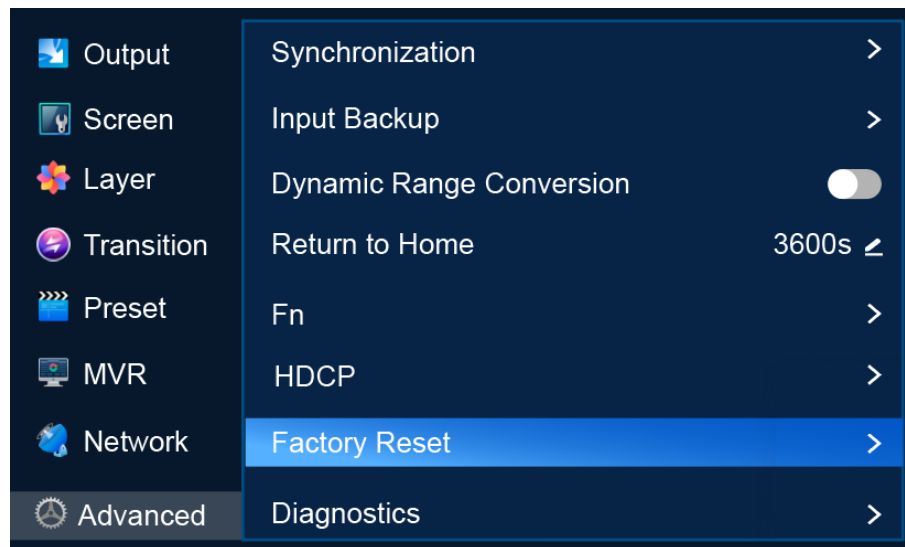 Output
Screen
Layer
Transition
Preset
MVR
Network
Advanced
Synchronization
Input Backup
Dynamic Range Conversion
Return to Home 3600s
Fn
HDCP
Factory Reset
Diagnostics